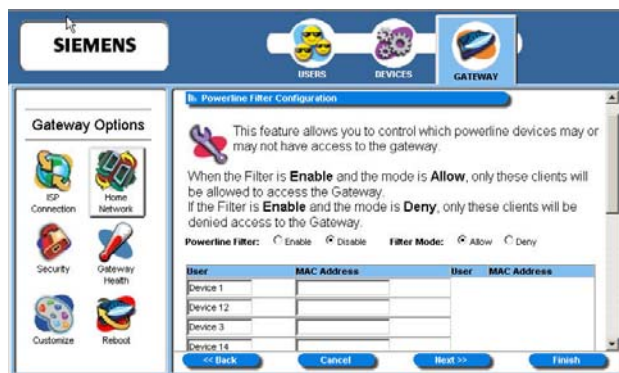 SIEMENS
USERS
DEVICES
GATEWAY
Gateway Options
ISP
Connection
Home
Network
Security
Gateway
Health
Customize
Reboot
Powerline Filter Configuration
This feature allows you to control which powerline devices may or
may not have access to the gateway.
When the Filter is Enable and the mode is Allow, only these clients will
be allowed to access the Gateway.
If the Filter is Enable and the mode is Deny, only these clients will be
denied access to the Gateway.
Powerline Filter: Enable Disable Filter Mode: Allow Deny
User MAC Address User MAC Address
Device 1
Device 12
Device 3
Device 14
<< Back Cancel Next >> Finish